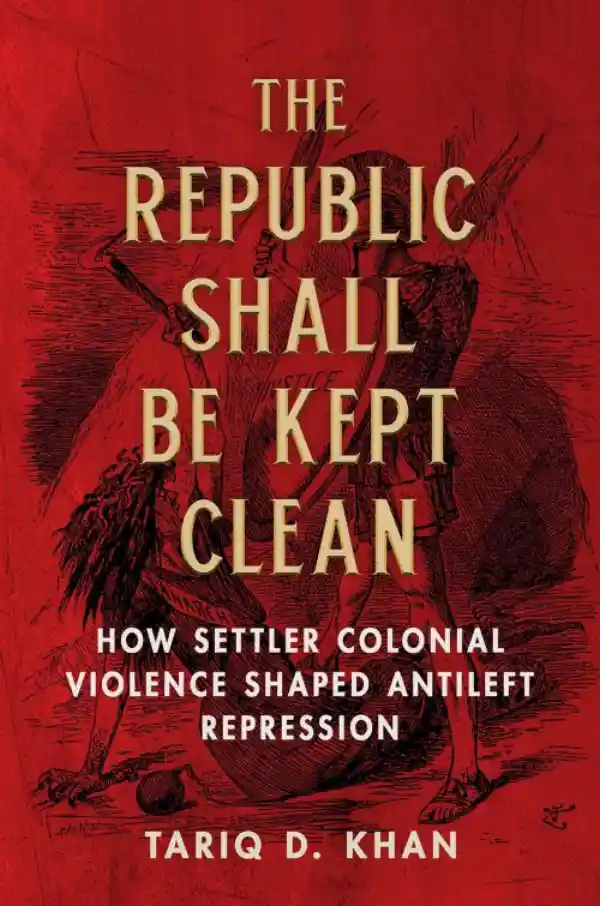 THE
REPUBLIC
SHALL
BE KEPT
CLEAN
HOW SETTLER COLONIAL
VIOLENCE SHAPED ANTILEFT
REPRESSION
TARIQ D. KHAN